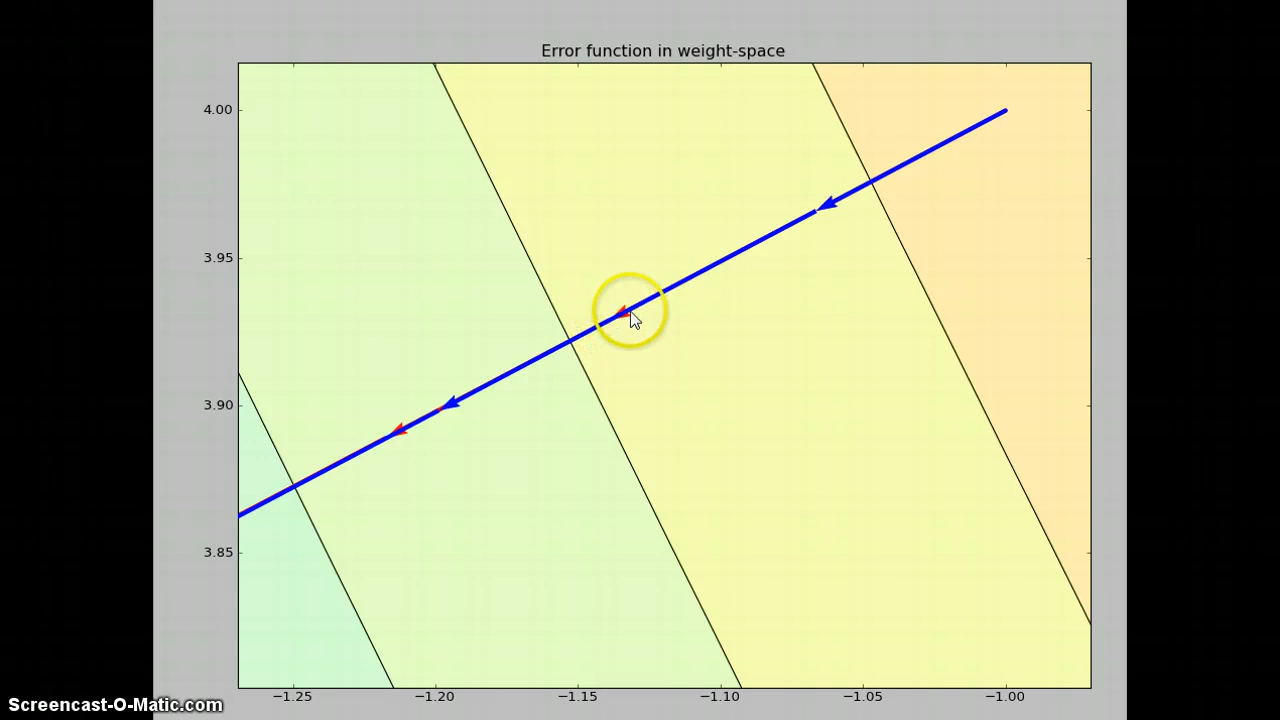 Error function in weight-space
4.00
3.95
3.90
3.85
−1.25 −1.20 −1.15 −1.10 −1.05 −1.00
Screencast-O-Matic.com